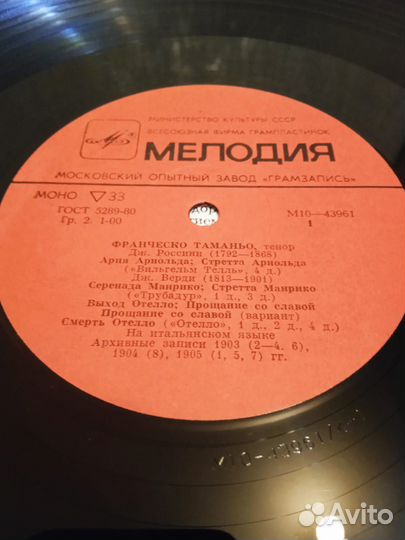 МИНИСТЕРСТВО КУЛЬТУРЫ СССР
ВСЕСОЮЗНАЯ ФИРМА ГРАМПЛАСТИНОК
МЕЛОДИЯ
МОСКОВСКИЙ ОПЫТНЫЙ ЗАВОД «ГРАМЗАПИСЬ»
МОНО ▽ 33
ГОСТ 5289-80
Гр. 2. 1-00
М10—43961
1
ФРАНЧЕСКО ТАМАНЬО, тенор
Дж. Россини (1792—1868)
Ария Арнольда; Стретта Арнольда
(«Вильгельм Телль», 4 д.)
Дж. Верди (1813—1901)
Серенада Манрико; Стретта Манрико
(«Трубадур», 1 д., 3 д.)
Выход Отелло; Прощание со славой
Прощание со славой (вариант)
Смерть Отелло («Отелло», 1 д., 2 д., 4 д.)
На итальянском языке
Архивные записи 1903 (2—4, 6),
1904 (8), 1905 (1, 5, 7) гг.
Avito